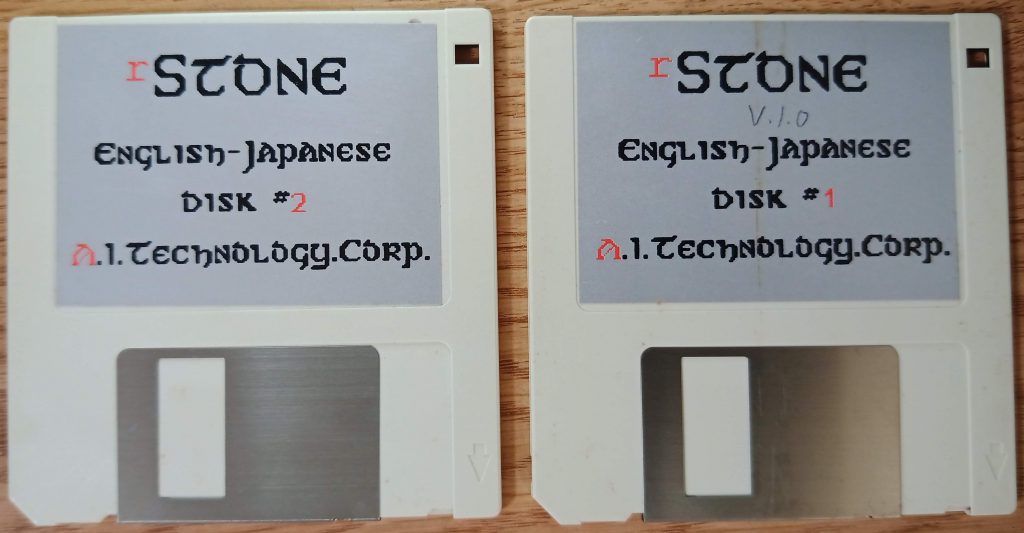 rStone
English-Japanese
Disk #2
A.I.Technology.Corp.
rStone
V.1.0
English-Japanese
Disk #1
A.I.Technology.Corp.